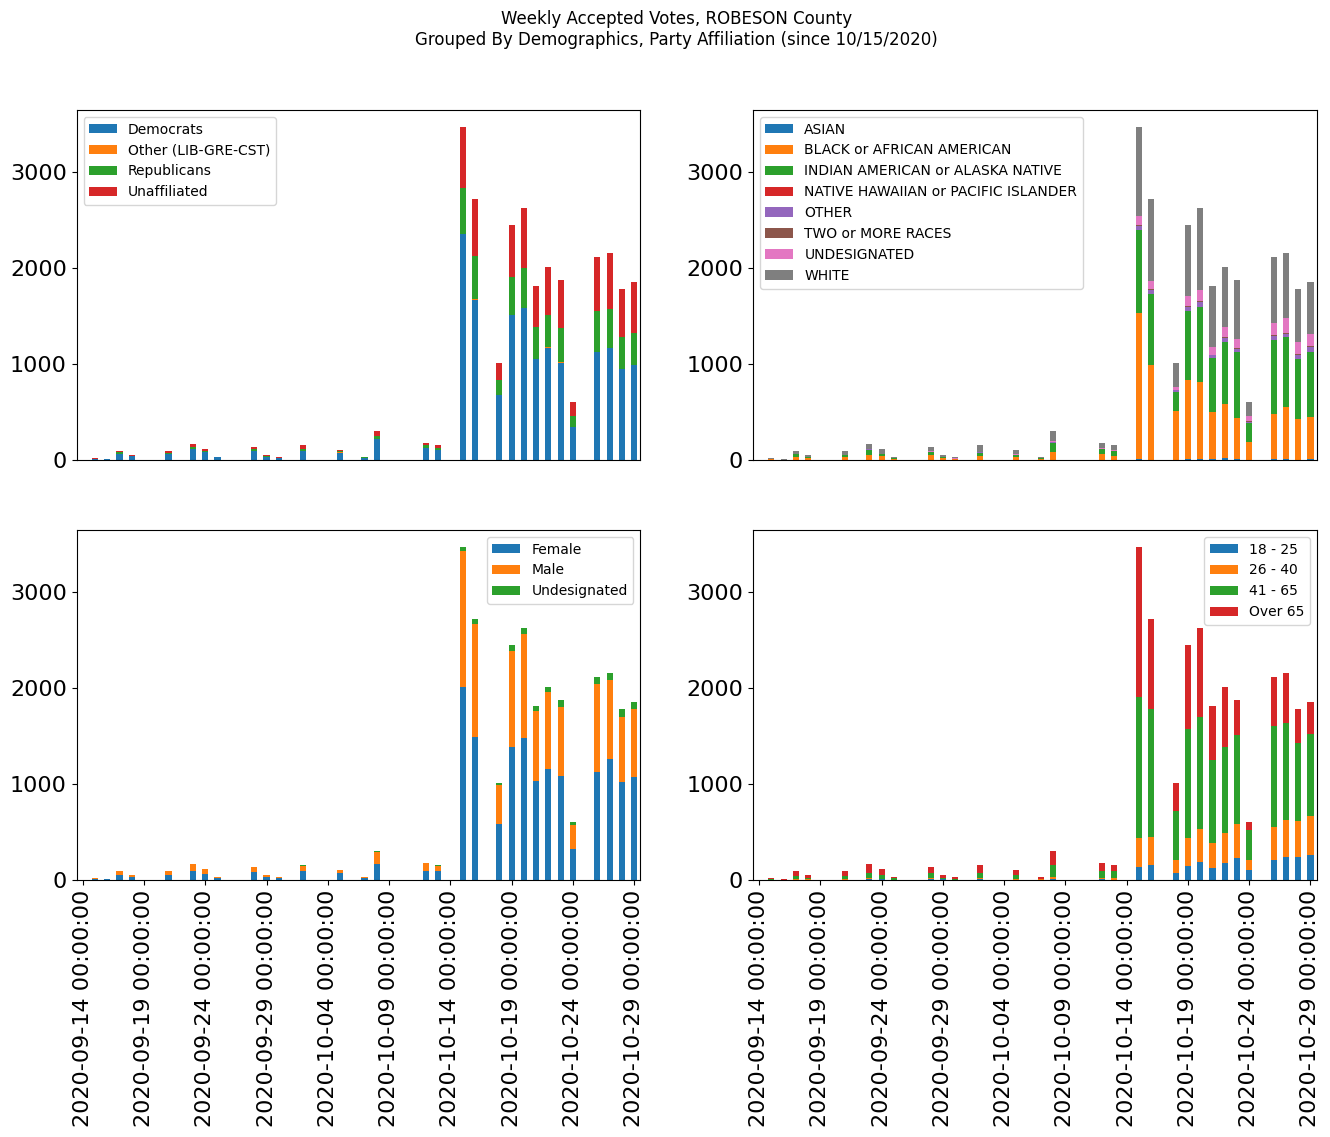 Weekly Accepted Votes, ROBESON County
Grouped By Demographics, Party Affiliation (since 10/15/2020)
Democrats
Other (LIB-GRE-CST)
Republicans
Unaffiliated
3000
2000
1000
0
ASIAN
BLACK or AFRICAN AMERICAN
INDIAN AMERICAN or ALASKA NATIVE
NATIVE HAWAIIAN or PACIFIC ISLANDER
OTHER
TWO or MORE RACES
UNDESIGNATED
WHITE
3000
2000
1000
0
Female
Male
Undesignated
3000
2000
1000
0
2020-09-14 00:00:00
2020-09-19 00:00:00
2020-09-24 00:00:00
2020-09-29 00:00:00
2020-10-04 00:00:00
2020-10-09 00:00:00
2020-10-14 00:00:00
2020-10-19 00:00:00
2020-10-24 00:00:00
2020-10-29 00:00:00
18 - 25
26 - 40
41 - 65
Over 65
3000
2000
1000
0
2020-09-14 00:00:00
2020-09-19 00:00:00
2020-09-24 00:00:00
2020-09-29 00:00:00
2020-10-04 00:00:00
2020-10-09 00:00:00
2020-10-14 00:00:00
2020-10-19 00:00:00
2020-10-24 00:00:00
2020-10-29 00:00:00